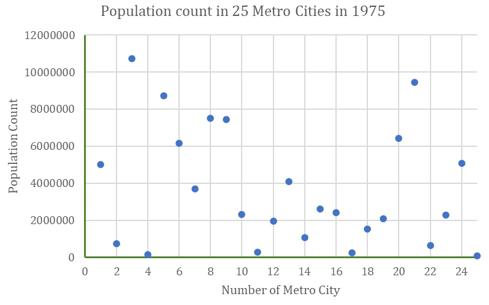 Population count in 25 Metro Cities in 1975
12000000
10000000
8000000
6000000
4000000
2000000
0
Population Count
0 2 4 6 8 10 12 14 16 18 20 22 24
Number of Metro City